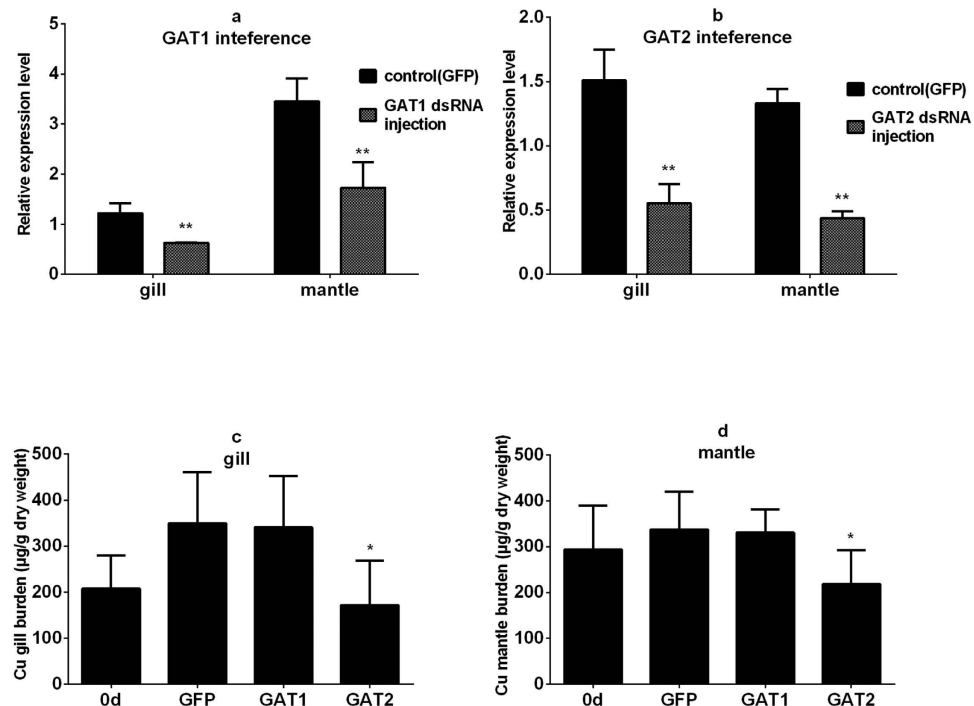 a
GAT1 inteference
Relative expression level
5
4
3
2
1
0
control(GFP)
GAT1 dsRNA
injection
**
**
gill
mantle
b
GAT2 inteference
Relative expression level
2.0
1.5
1.0
0.5
0.0
control(GFP)
GAT2 dsRNA
injection
**
**
gill
mantle
c
gill
Cu gill burden (µg/g dry weight)
500
400
300
200
100
0
*
0d
GFP
GAT1
GAT2
d
mantle
Cu mantle burden (µg/g dry weight)
500
400
300
200
100
0
*
0d
GFP
GAT1
GAT2